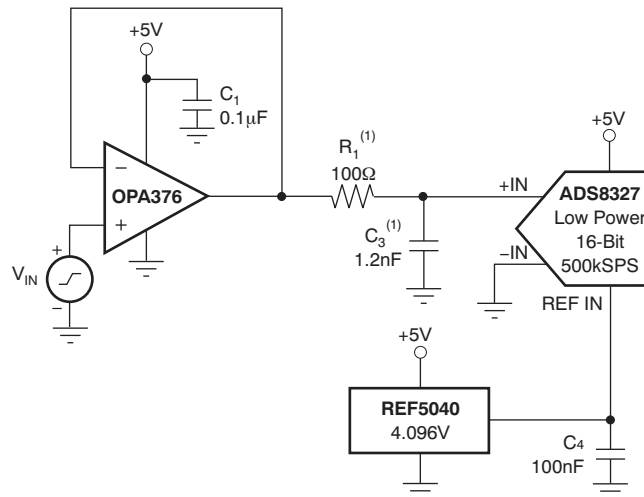 +5V
C1
0.1μF
−
OPA376
+
+
VIN
−
R1(1)
100Ω
C3(1)
1.2nF
+5V
+IN
ADS8327
Low Power
16-Bit
500kSPS
−IN
REF IN
+5V
REF5040
4.096V
C4
100nF